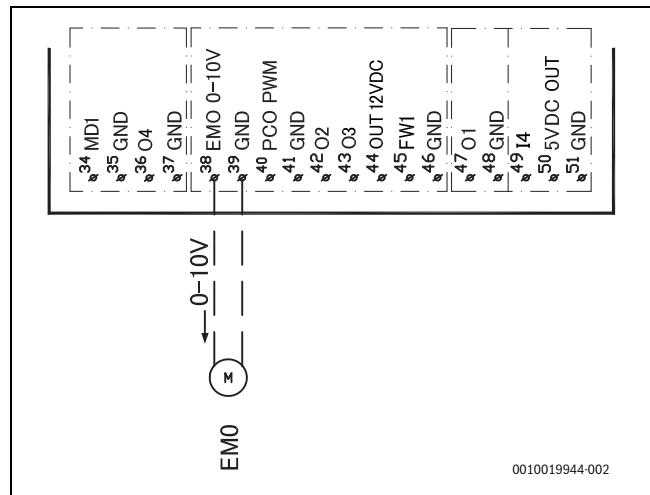 34 MD1
35 GND
36 O4
37 GND
38 EMO 0-10V
39 GND
40 PCO PWM
41 GND
42 O2
43 O3
44 OUT 12VDC
45 FW1
46 GND
47 O1
48 GND
49 I4
50 5VDC OUT
51 GND
0-10V
M
EM0
0010019944-002